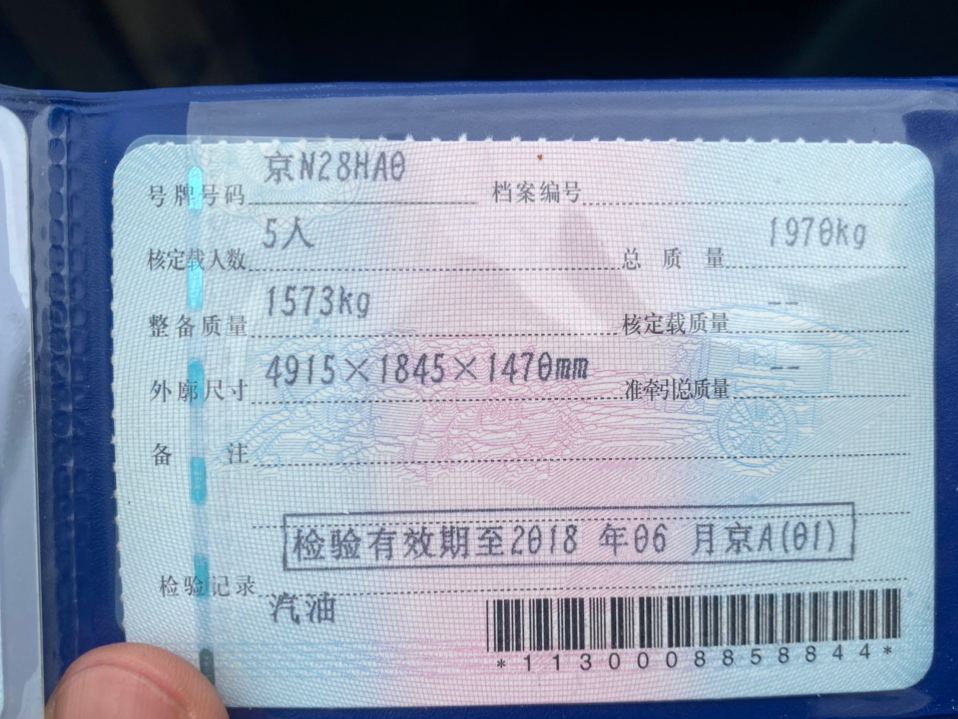 号牌号码 京N28HA0 档案编号
核定载人数 5人 总质量 1970kg
整备质量 1573kg 核定载质量 --
外廓尺寸 4915×1845×1470mm 准牵引总质量 --
备注
检验有效期至2018 年06 月京A(01)
检验记录
汽油
*1130008858844*